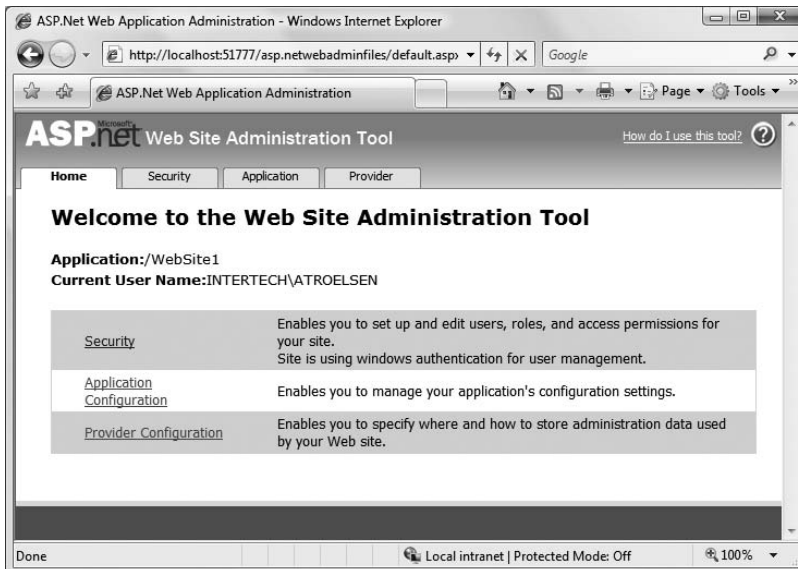 ASP.Net Web Application Administration - Windows Internet Explorer
http://localhost:51777/asp.netwebadminfiles/default.asp
Google
ASP.Net Web Application Administration
Page
Tools
»
Microsoft
ASP.net Web Site Administration Tool
How do I use this tool?
?
Home
Security
Application
Provider
Welcome to the Web Site Administration Tool
Application:/WebSite1
Current User Name:INTERTECH\ATROELSEN
Security
Enables you to set up and edit users, roles, and access permissions for
your site.
Site is using windows authentication for user management.
Application
Configuration
Enables you to manage your application's configuration settings.
Provider Configuration
Enables you to specify where and how to store administration data used
by your Web site.
Done
Local intranet | Protected Mode: Off
100%